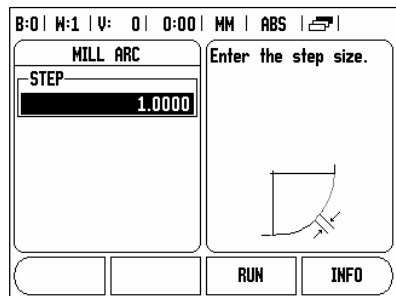 B:0| W:1 | V: 0| 0:00| MM | ABS |
MILL ARC
STEP
1.0000
Enter the step size.
RUN
INFO